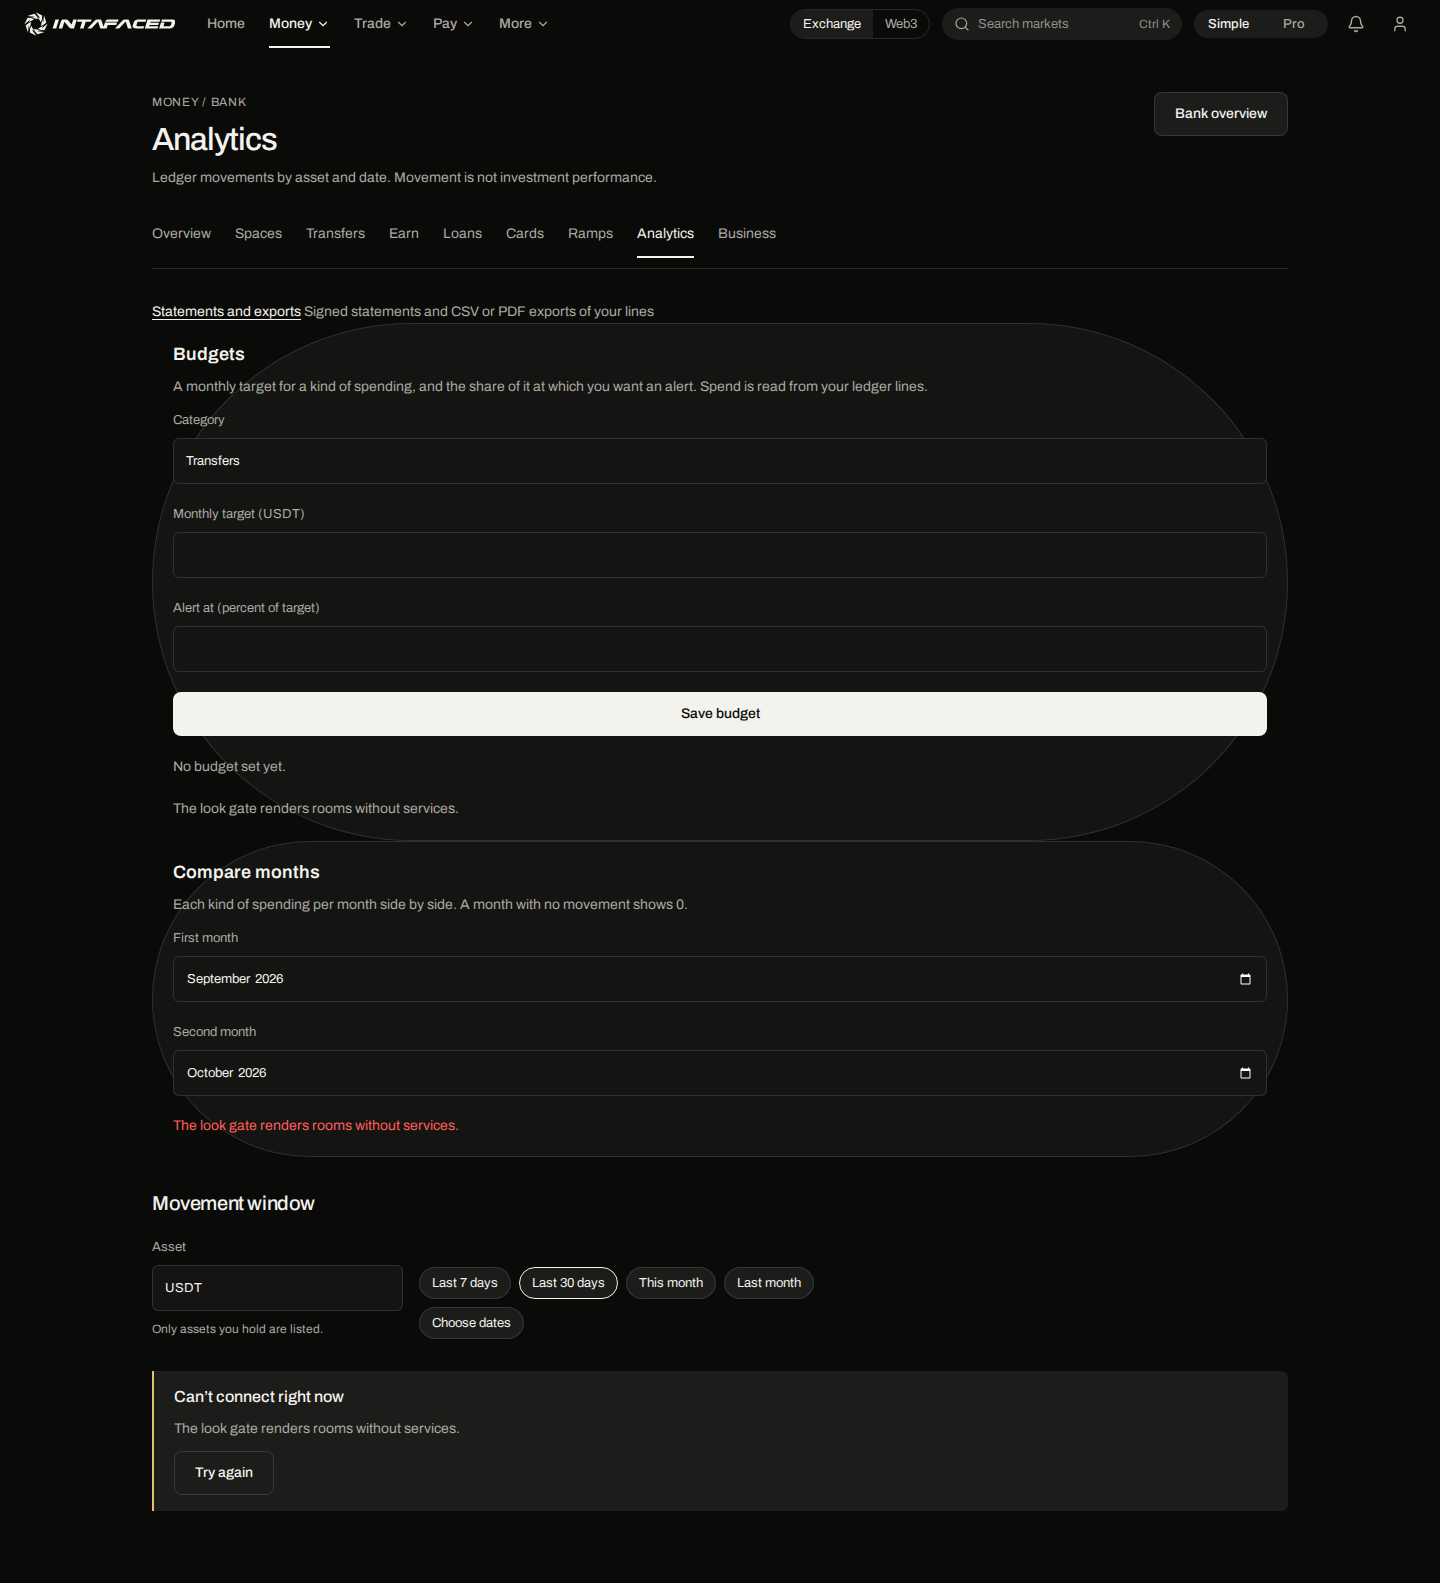 INTAFACED Home Money Trade Pay More Exchange Web3 Search markets Ctrl K Simple Pro
MONEY / BANK
Bank overview
Analytics
Ledger movements by asset and date. Movement is not investment performance.
Overview Spaces Transfers Earn Loans Cards Ramps Analytics Business
Statements and exports Signed statements and CSV or PDF exports of your lines
Budgets
A monthly target for a kind of spending, and the share of it at which you want an alert. Spend is read from your ledger lines.
Category
Transfers
Monthly target (USDT)
Alert at (percent of target)
Save budget
No budget set yet.
The look gate renders rooms without services.
Compare months
Each kind of spending per month side by side. A month with no movement shows 0.
First month
September 2026
Second month
October 2026
The look gate renders rooms without services.
Movement window
Asset
USDT
Last 7 days Last 30 days This month Last month
Choose dates
Only assets you hold are listed.
Can’t connect right now
The look gate renders rooms without services.
Try again